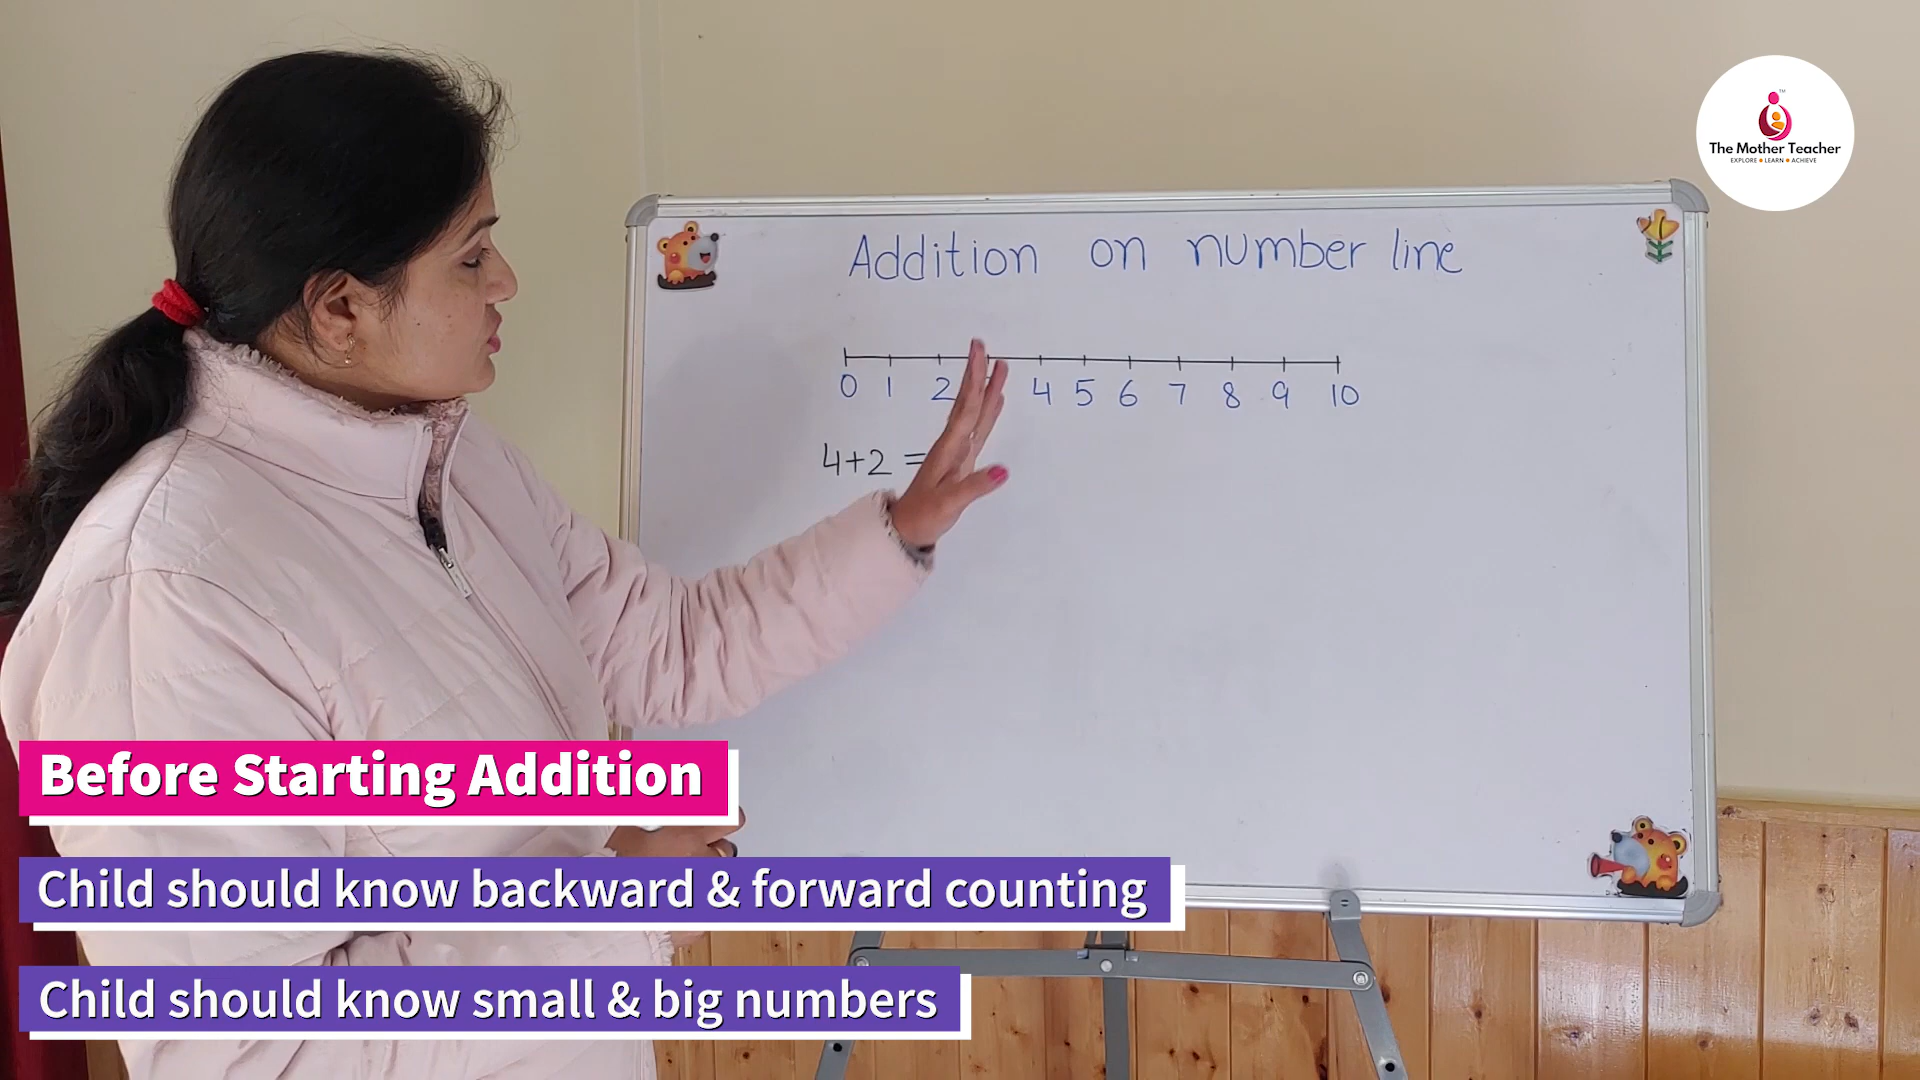 The Mother Teacher
EXPLORE • LEARN • ACHIEVE
Addition on number line
0 1 2 4 5 6 7 8 9 10
4+2 =
Before Starting Addition
Child should know backward & forward counting
Child should know small & big numbers